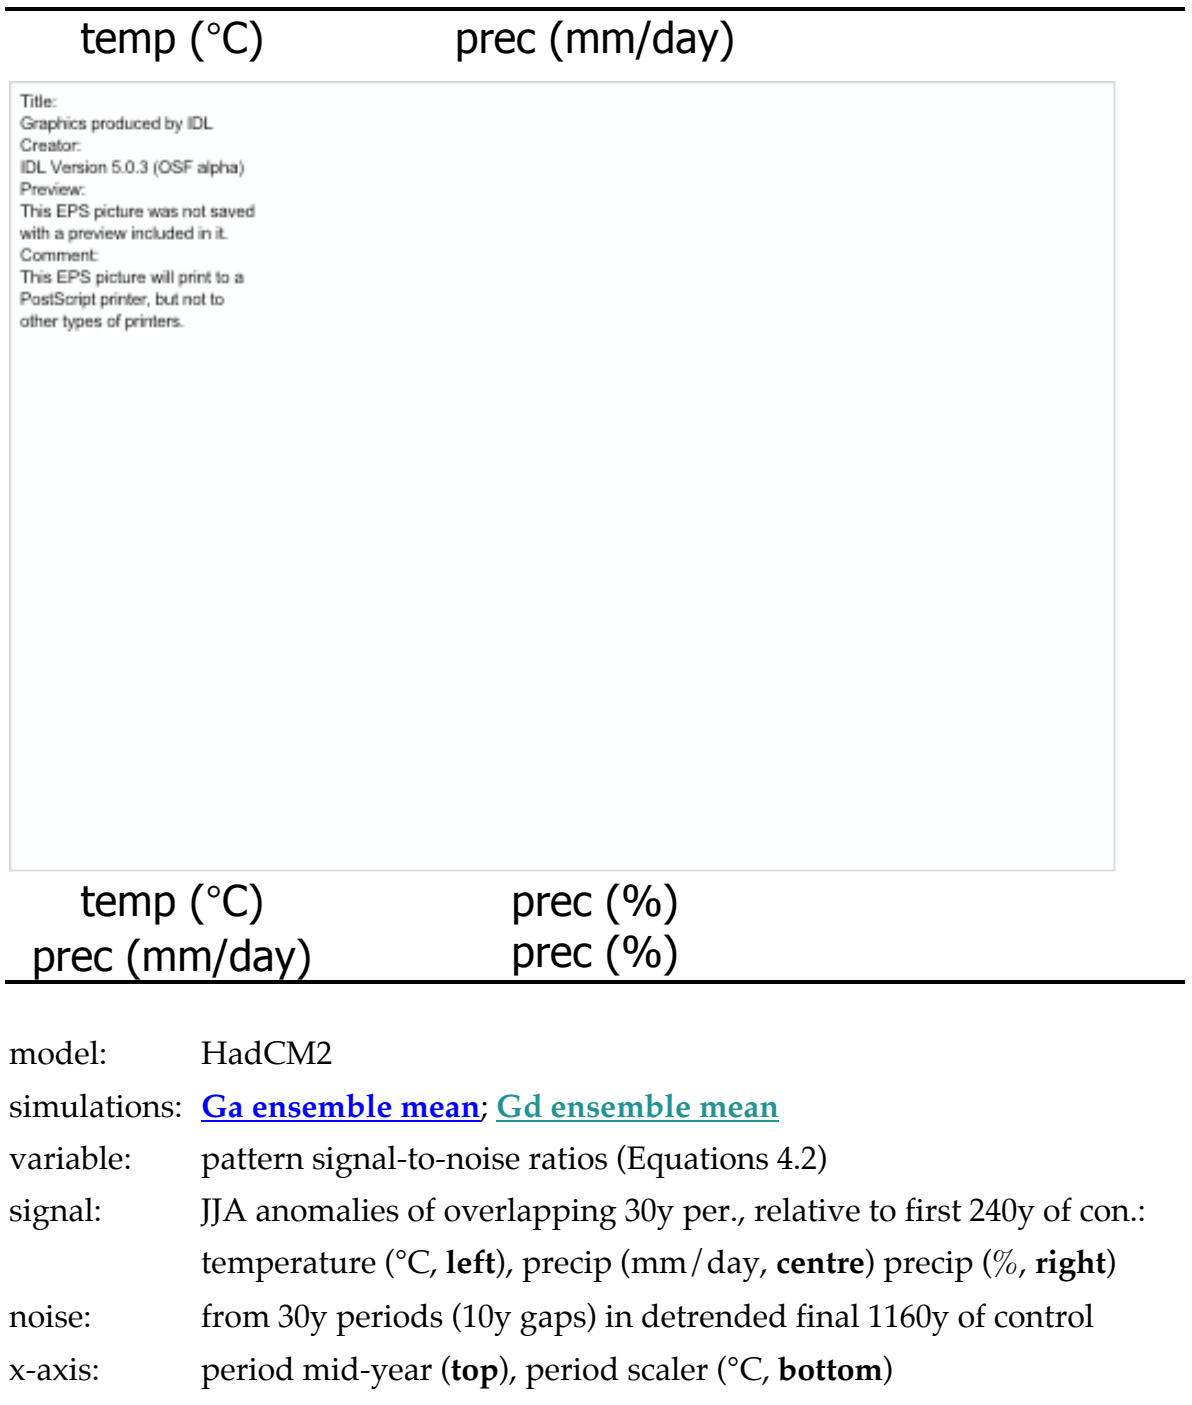 temp (°C) prec (mm/day)
Title:
Graphics produced by IDL
Creator:
IDL Version 5.0.3 (OSF alpha)
Preview:
This EPS picture was not saved
with a preview included in it.
Comment:
This EPS picture will print to a
PostScript printer, but not to
other types of printers.
temp (°C) prec (%)
prec (mm/day) prec (%)
model: HadCM2
simulations: Ga ensemble mean; Gd ensemble mean
variable: pattern signal-to-noise ratios (Equations 4.2)
signal: JJA anomalies of overlapping 30y per., relative to first 240y of con.:
temperature (°C, left), precip (mm/day, centre) precip (%, right)
noise: from 30y periods (10y gaps) in detrended final 1160y of control
x-axis: period mid-year (top), period scaler (°C, bottom)